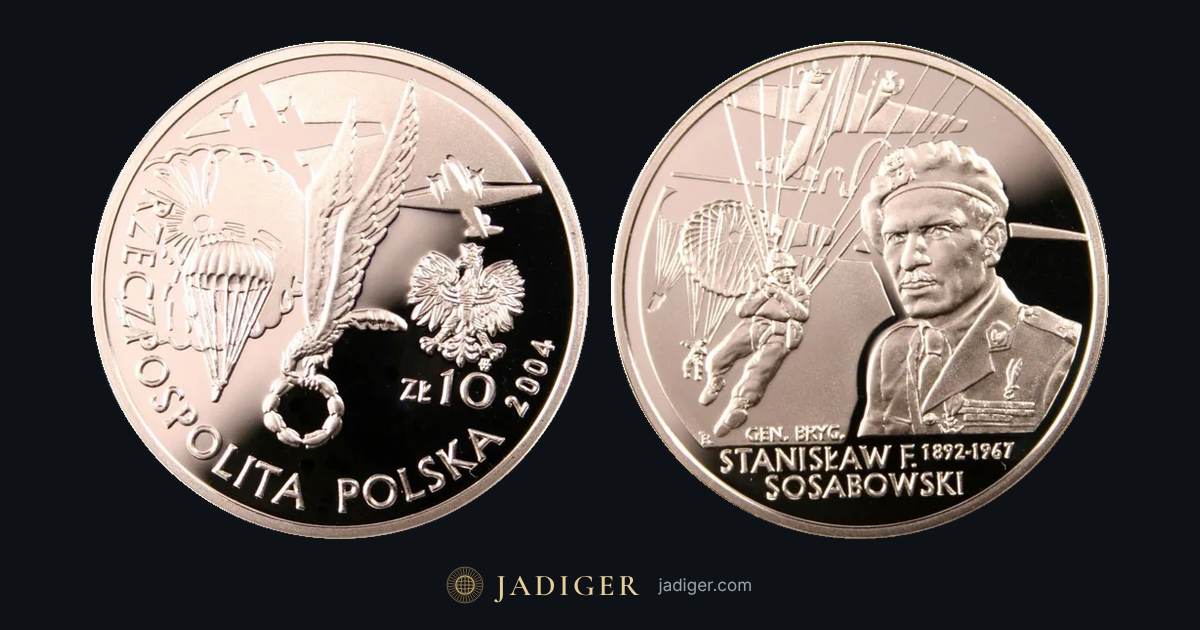 RZECZPOSPOLITA POLSKA 2004
ZŁ 10
GEN. BRYG.
STANISŁAW F. 1892-1967
SOSABOWSKI
JADIGER jadiger.com